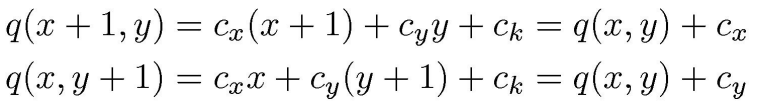 q(x + 1, y) = c_x(x + 1) + c_y y + c_k = q(x, y) + c_x
q(x, y + 1) = c_x x + c_y(y + 1) + c_k = q(x, y) + c_y